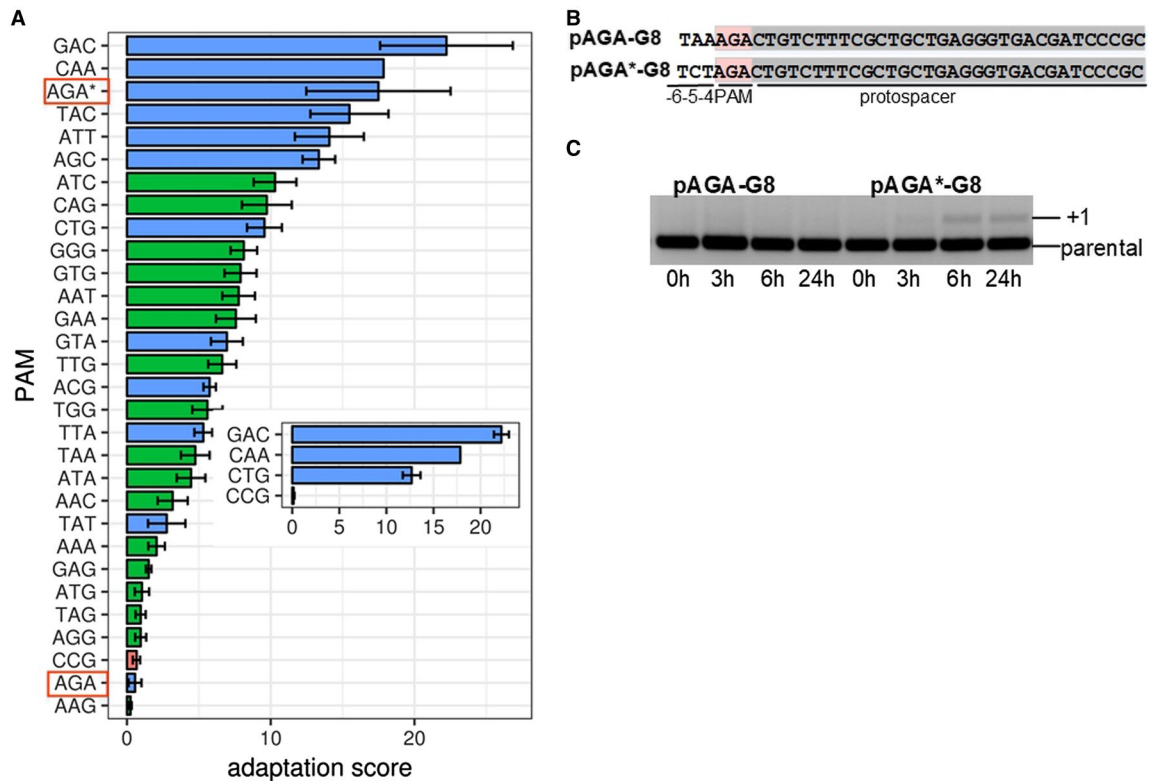 A
PAM
GAC
CAA
AGA*
TAC
ATT
AGC
ATC
CAG
CTG
GGG
GTG
AAT
GAA
GTA
TTG
ACG
TGG
TTA
TAA
ATA
AAC
TAT
AAA
GAG
ATG
TAG
AGG
CCG
AGA
AAG
0 10 20
adaptation score
GAC
CAA
CTG
CCG
0 5 10 15 20
B
pAGA-G8 TAAAGACTGTCTTTCGCTGCTGAGGGTGACGATCCCGC
pAGA*-G8 TCTAGACTGTCTTTCGCTGCTGAGGGTGACGATCCCGC
-6-5-4PAM protospacer
C
pAGA-G8 pAGA*-G8
+1
parental
0h 3h 6h 24h 0h 3h 6h 24h